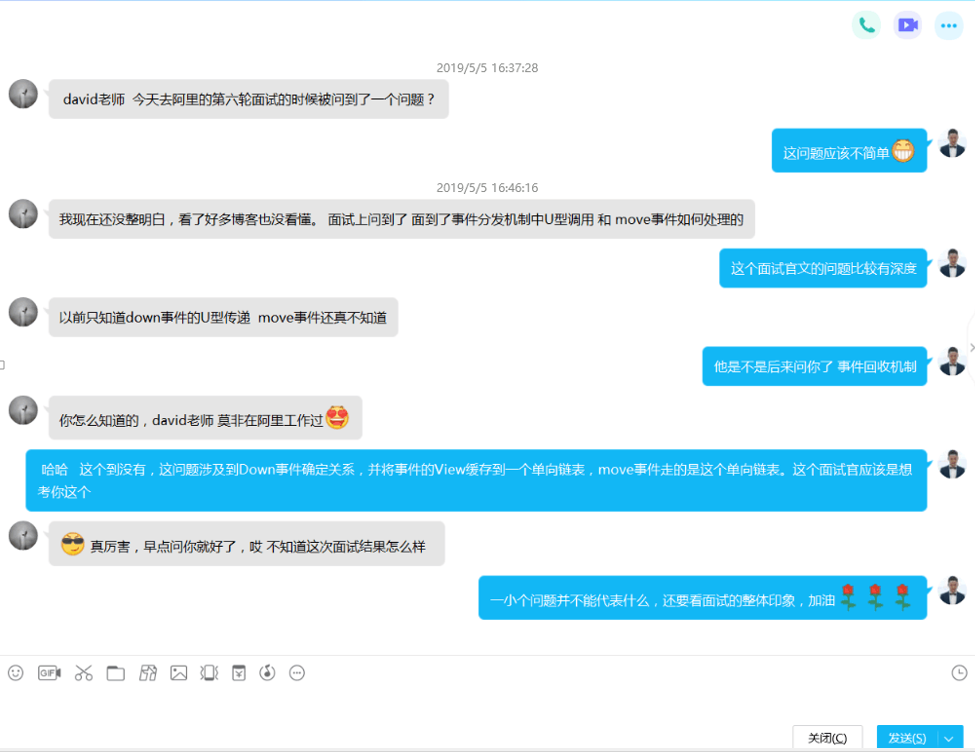 2019/5/5 16:37:28
david老师  今天去阿里的第六轮面试的时候被问到了一个问题？
这问题应该不简单
2019/5/5 16:46:16
我现在还没整明白，看了好多博客也没看懂。 面试上问到了 面到了事件分发机制中U型调用 和 move事件如何处理的
这个面试官文的问题比较有深度
以前只知道down事件的U型传递  move事件还真不知道
他是不是后来问你了 事件回收机制
你怎么知道的，david老师 莫非在阿里工作过
哈哈   这个到没有，这问题涉及到Down事件确定关系，并将事件的View缓存到一个单向链表，move事件走的是这个单向链表。这个面试官应该是想
考你这个
真厉害，早点问你就好了，哎 不知道这次面试结果怎么样
一小个问题并不能代表什么，还要看面试的整体印象，加油
GIF
关闭(C)
发送(S)